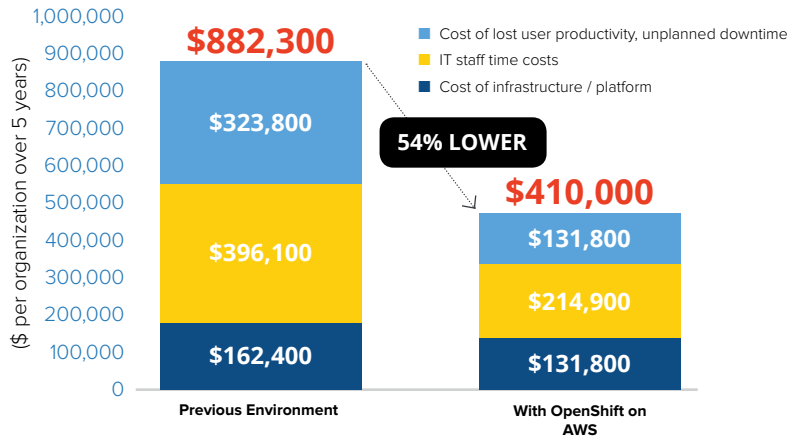 ($ per organization over 5 years)
1,000,000
900,000
800,000
700,000
600,000
500,000
400,000
300,000
200,000
100,000
0
$882,300
$323,800
$396,100
$162,400
Previous Environment
54% LOWER
Cost of lost user productivity, unplanned downtime
IT staff time costs
Cost of infrastructure / platform
$410,000
$131,800
$214,900
$131,800
With OpenShift on
AWS